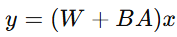 y = (W + BA)x